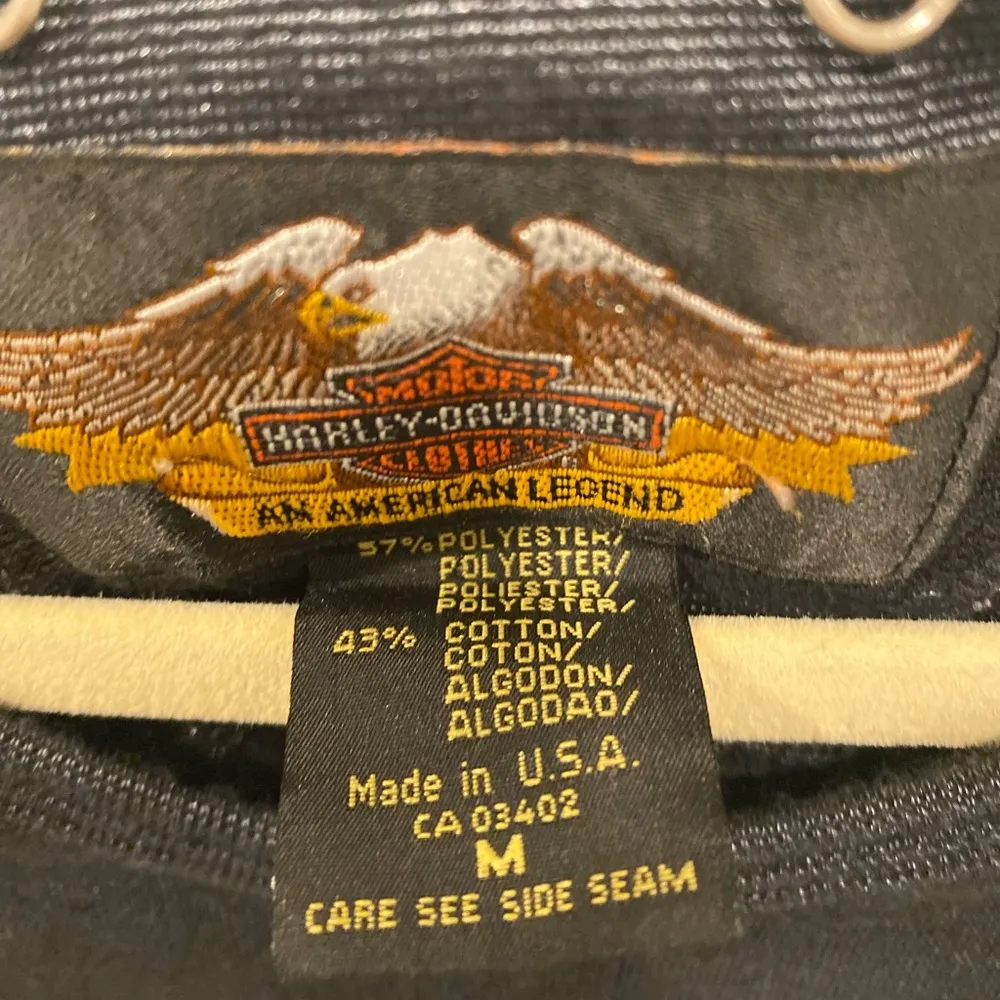 MOTOR
HARLEY-DAVIDSON
CLOTHES
AN AMERICAN LEGEND
57% POLYESTER/
POLYESTER/
POLIESTER/
POLYESTER/
43% COTTON/
COTON/
ALGODON/
ALGODAO/
Made in U.S.A.
CA 03402
M
CARE SEE SIDE SEAM